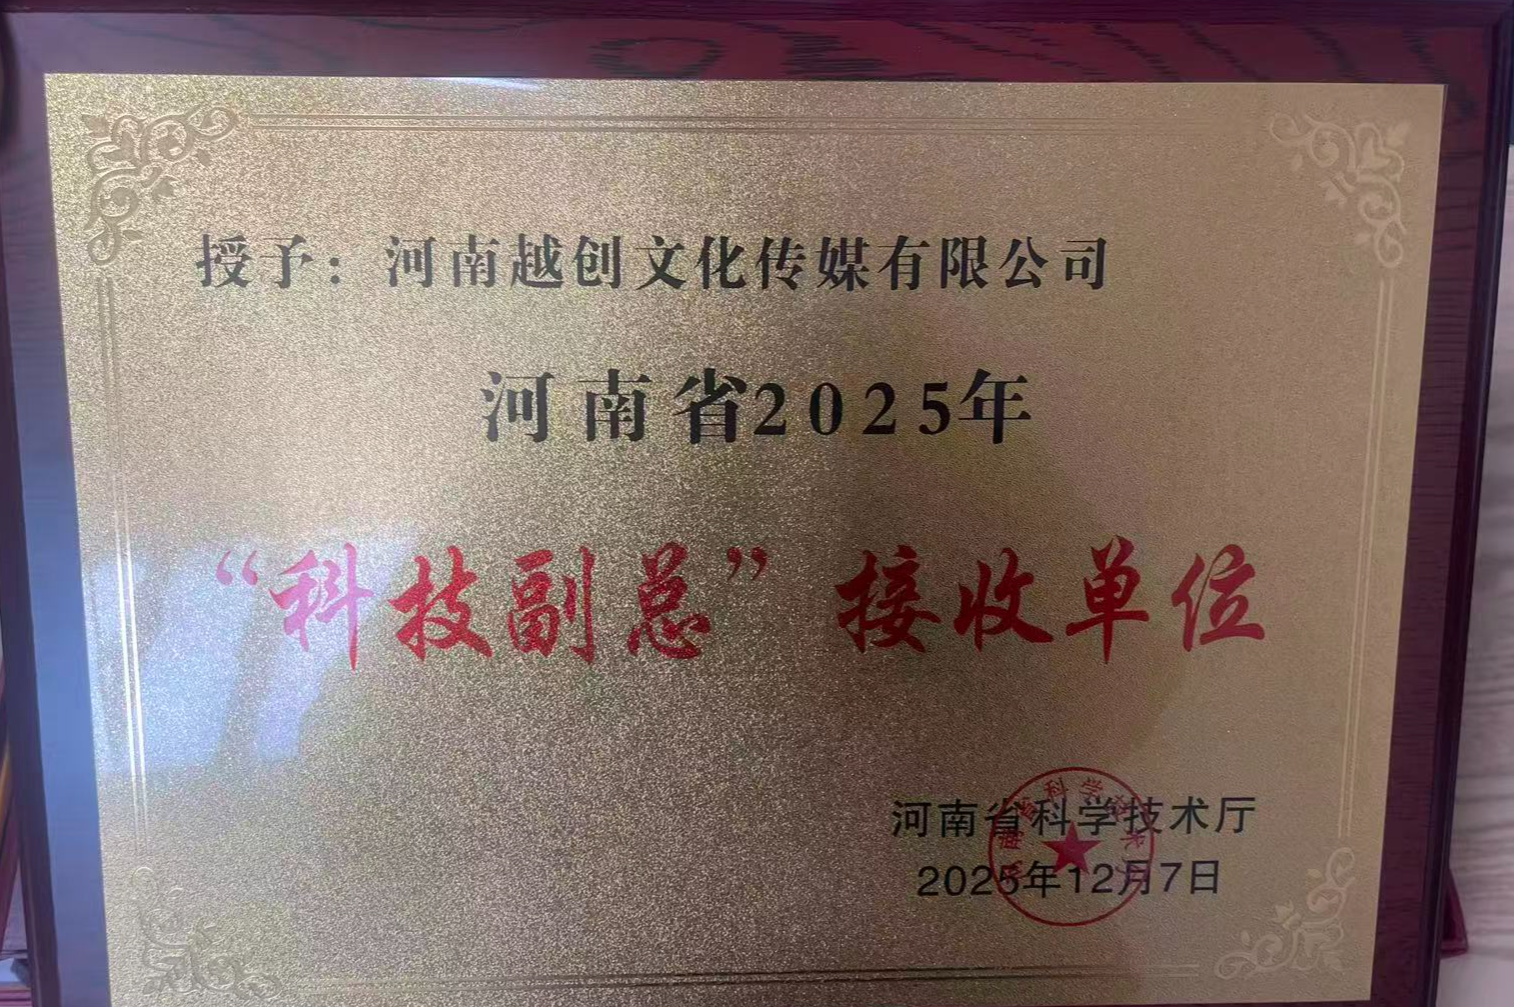 授予：河南越创文化传媒有限公司
河南省2025年
“科技副总”接收单位
河南省科学技术厅
2025年12月7日